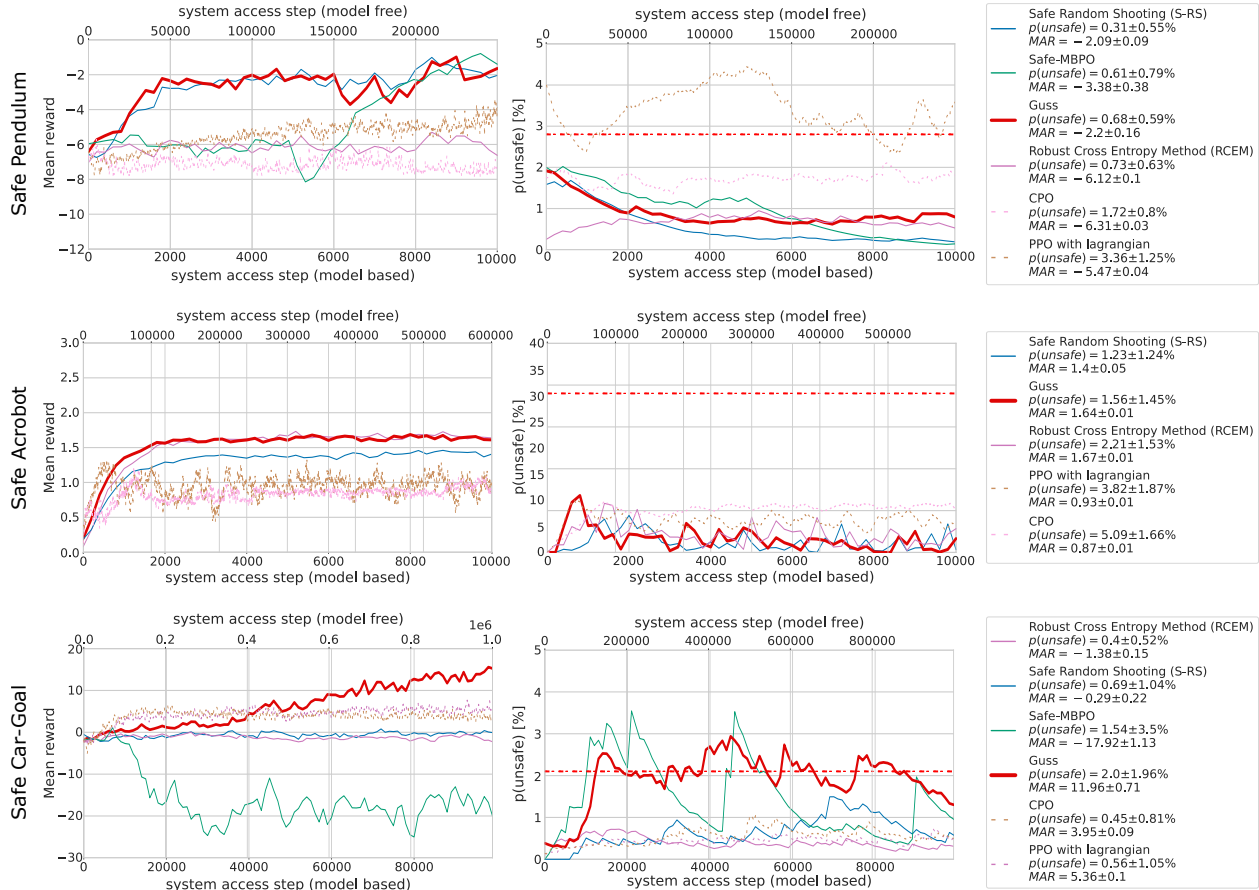 system access step (model free)
0 50000 100000 150000 200000
0
−2
−4
−6
−8
−10
−12
Mean reward
Safe Pendulum
0 2000 4000 6000 8000 10000
system access step (model based)
system access step (model free)
0 50000 100000 150000 200000
5
4
3
2
1
0
p(unsafe) [%]
0 2000 4000 6000 8000 10000
system access step (model based)
Safe Random Shooting (S-RS)
p(unsafe) = 0.31±0.55%
MAR = − 2.09±0.09
Safe-MBPO
p(unsafe) = 0.61±0.79%
MAR = − 3.38±0.38
Guss
p(unsafe) = 0.68±0.59%
MAR = − 2.2±0.16
Robust Cross Entropy Method (RCEM)
p(unsafe) = 0.73±0.63%
MAR = − 6.12±0.1
CPO
p(unsafe) = 1.72±0.8%
MAR = − 6.31±0.03
PPO with lagrangian
p(unsafe) = 3.36±1.25%
MAR = − 5.47±0.04
system access step (model free)
0 100000 200000 300000 400000 500000 600000
3.0
2.5
2.0
1.5
1.0
0.5
0.0
Mean reward
Safe Acrobot
0 2000 4000 6000 8000 10000
system access step (model based)
system access step (model free)
0 100000 200000 300000 400000 500000
40
35
30
25
20
15
10
5
0
p(unsafe) [%]
0 2000 4000 6000 8000 10000
system access step (model based)
Safe Random Shooting (S-RS)
p(unsafe) = 1.23±1.24%
MAR = 1.4±0.05
Guss
p(unsafe) = 1.56±1.45%
MAR = 1.64±0.01
Robust Cross Entropy Method (RCEM)
p(unsafe) = 2.21±1.53%
MAR = 1.67±0.01
PPO with lagrangian
p(unsafe) = 3.82±1.87%
MAR = 0.93±0.01
CPO
p(unsafe) = 5.09±1.66%
MAR = 0.87±0.01
system access step (model free)
1e6
0.0 0.2 0.4 0.6 0.8 1.0
20
10
0
−10
−20
−30
Mean reward
Safe Car-Goal
0 20000 40000 60000 80000
system access step (model based)
system access step (model free)
0 200000 400000 600000 800000
5
4
3
2
1
0
p(unsafe) [%]
0 20000 40000 60000 80000
system access step (model based)
Robust Cross Entropy Method (RCEM)
p(unsafe) = 0.4±0.52%
MAR = − 1.38±0.15
Safe Random Shooting (S-RS)
p(unsafe) = 0.69±1.04%
MAR = − 0.29±0.22
Safe-MBPO
p(unsafe) = 1.54±3.5%
MAR = − 17.92±1.13
Guss
p(unsafe) = 2.0±1.96%
MAR = 11.96±0.71
CPO
p(unsafe) = 0.45±0.81%
MAR = 3.95±0.09
PPO with lagrangian
p(unsafe) = 0.56±1.05%
MAR = 5.36±0.1